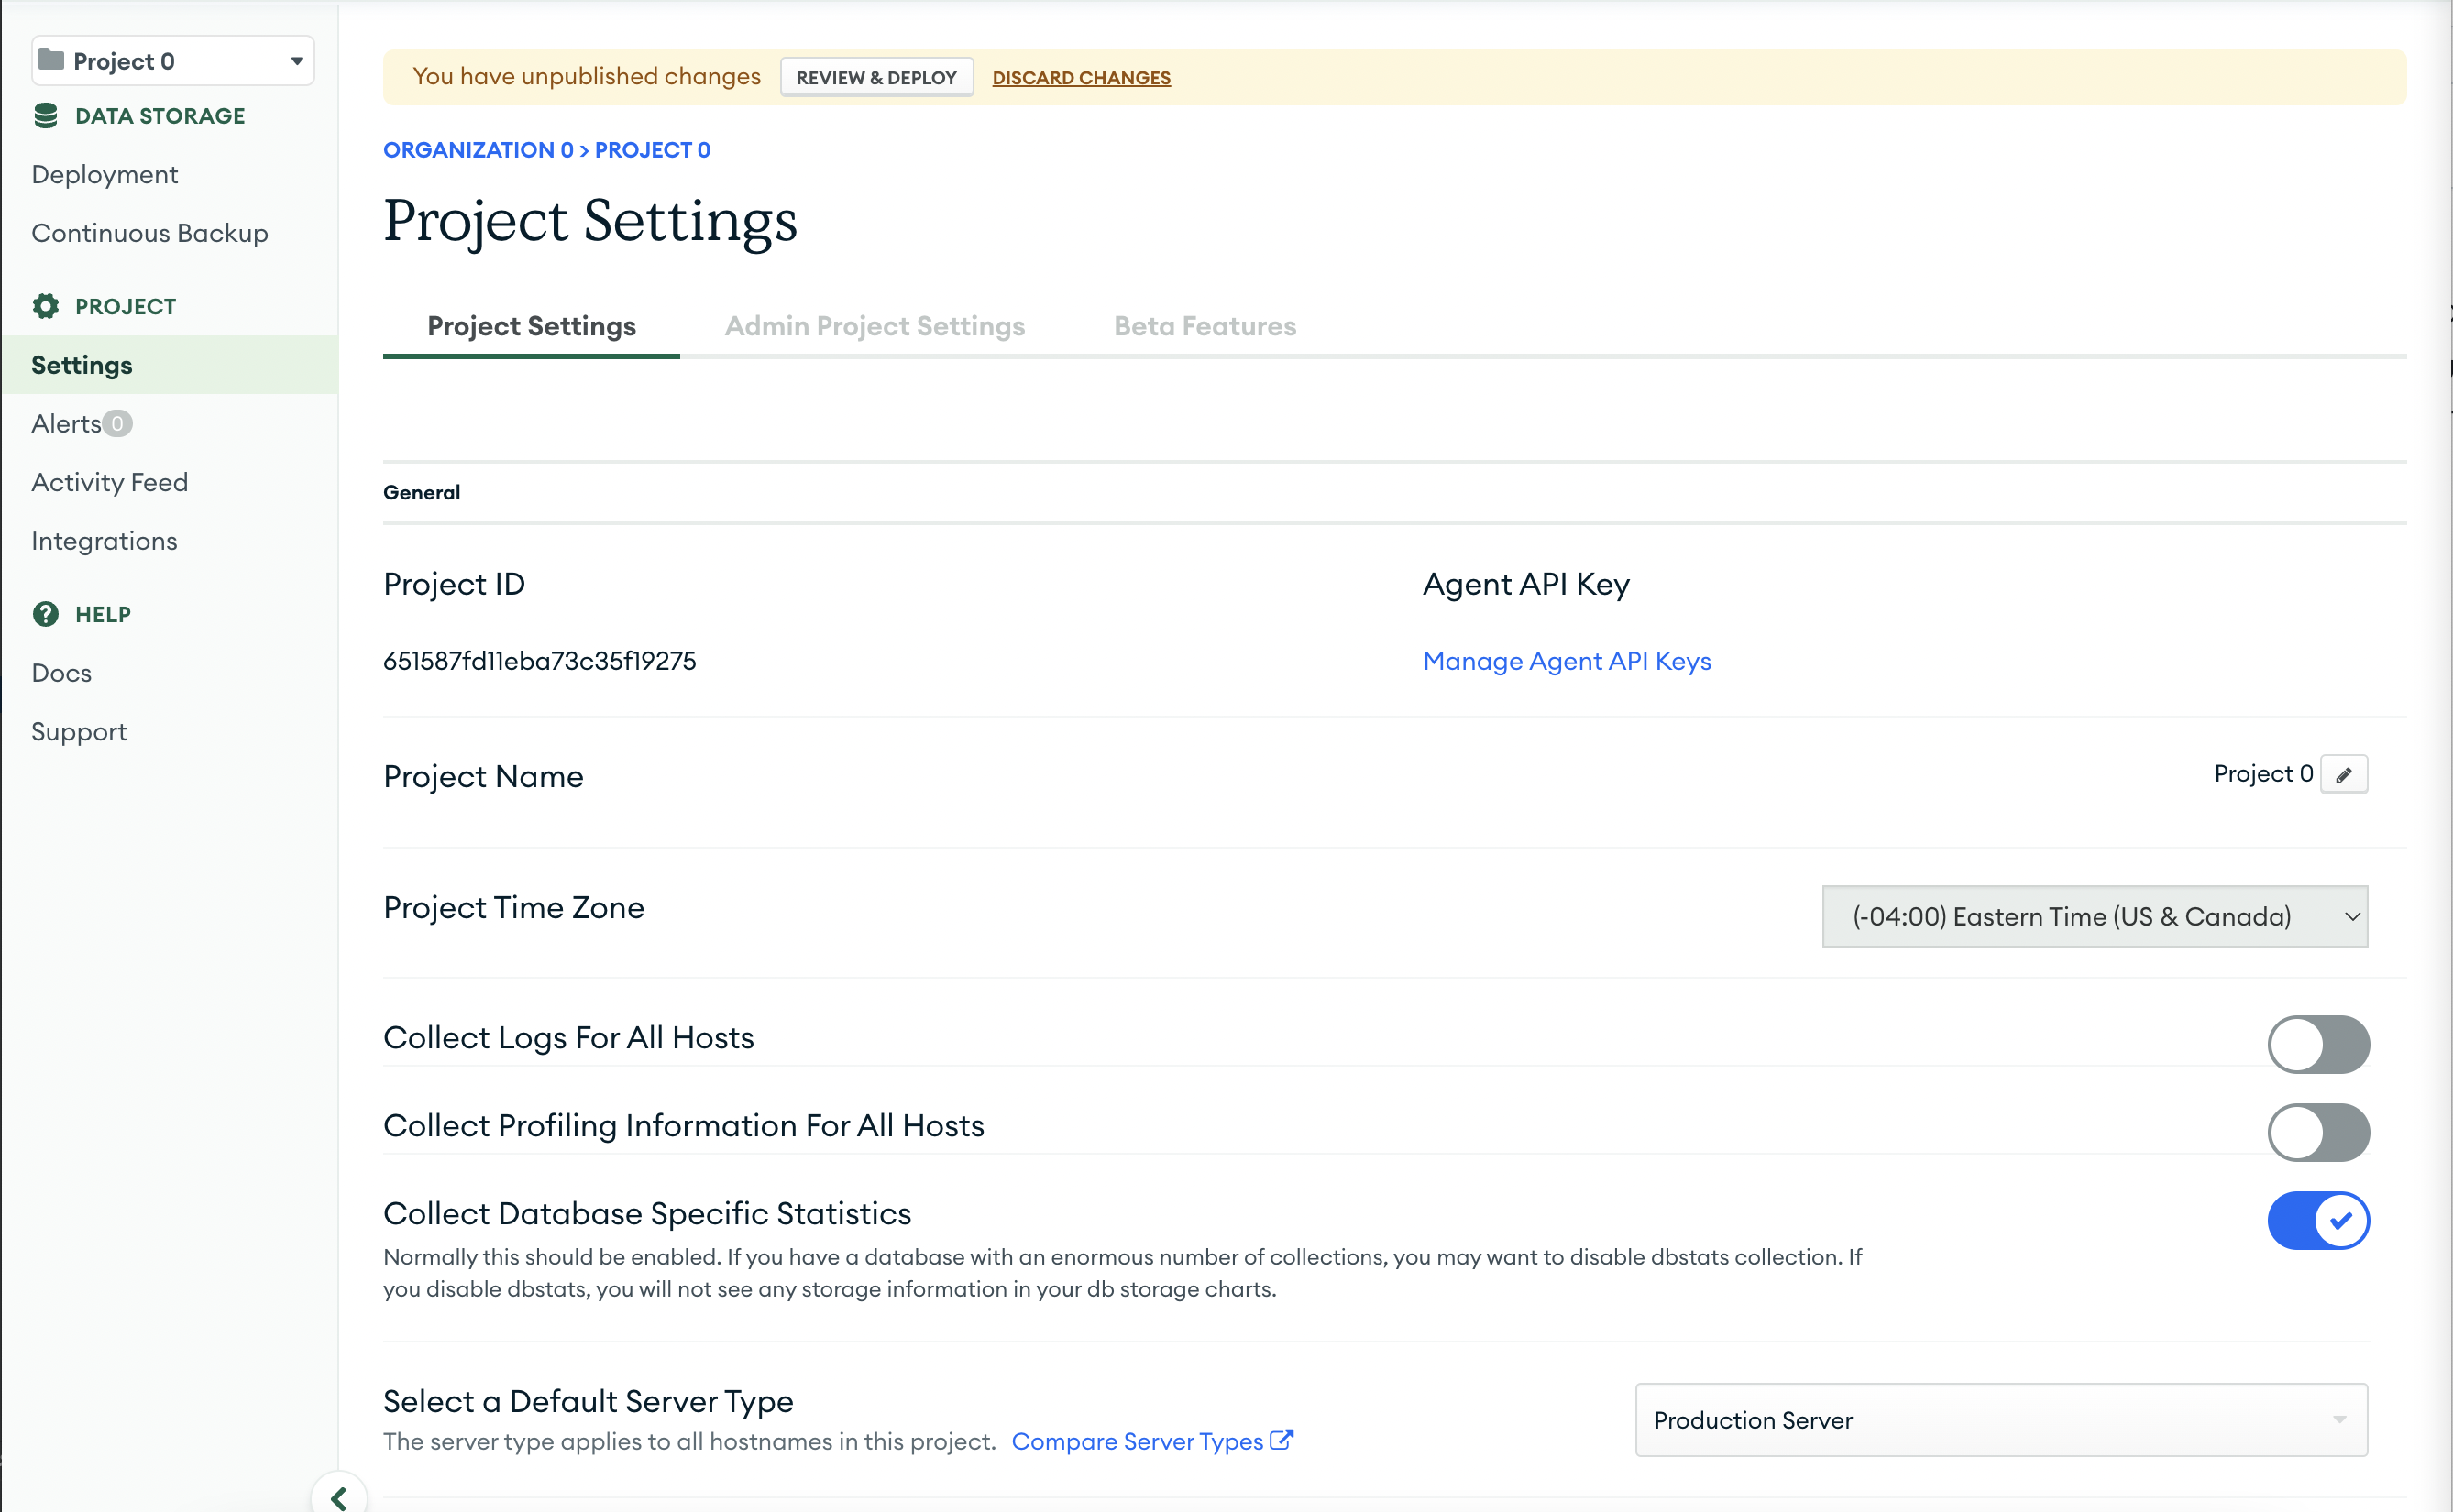 Project 0
DATA STORAGE
Deployment
Continuous Backup
PROJECT
Settings
Alerts 0
Activity Feed
Integrations
HELP
Docs
Support
You have unpublished changes REVIEW & DEPLOY DISCARD CHANGES
ORGANIZATION 0 > PROJECT 0
Project Settings
Project Settings Admin Project Settings Beta Features
General
Project ID
651587fd11eba73c35f19275
Agent API Key
Manage Agent API Keys
Project Name
Project 0
Project Time Zone
(-04:00) Eastern Time (US & Canada)
Collect Logs For All Hosts
Collect Profiling Information For All Hosts
Collect Database Specific Statistics
Normally this should be enabled. If you have a database with an enormous number of collections, you may want to disable dbstats collection. If
you disable dbstats, you will not see any storage information in your db storage charts.
Select a Default Server Type
The server type applies to all hostnames in this project. Compare Server Types
Production Server